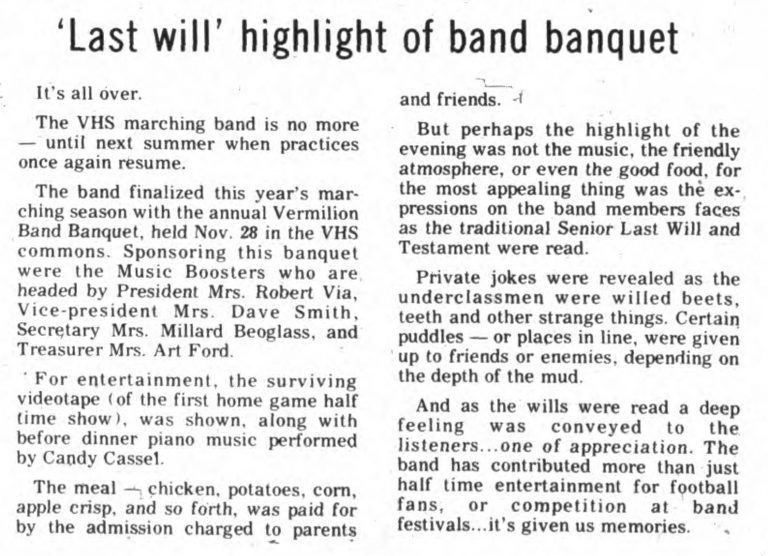 'Last will' highlight of band banquet
It's all over.
The VHS marching band is no more
— until next summer when practices
once again resume.
The band finalized this year's mar-
ching season with the annual Vermilion
Band Banquet, held Nov. 28 in the VHS
commons. Sponsoring this banquet
were the Music Boosters who are
headed by President Mrs. Robert Via,
Vice-president Mrs. Dave Smith,
Secretary Mrs. Millard Beoglass, and
Treasurer Mrs. Art Ford.
For entertainment, the surviving
videotape (of the first home game half
time show), was shown, along with
before dinner piano music performed
by Candy Cassel.
The meal — chicken, potatoes, corn,
apple crisp, and so forth, was paid for
by the admission charged to parents
and friends.
But perhaps the highlight of the
evening was not the music, the friendly
atmosphere, or even the good food, for
the most appealing thing was the ex-
pressions on the band members faces
as the traditional Senior Last Will and
Testament were read.
Private jokes were revealed as the
underclassmen were willed beets,
teeth and other strange things. Certain
puddles — or places in line, were given
up to friends or enemies, depending on
the depth of the mud.
And as the wills were read a deep
feeling was conveyed to the
listeners...one of appreciation. The
band has contributed more than just
half time entertainment for football
fans, or competition at band
festivals...it's given us memories.